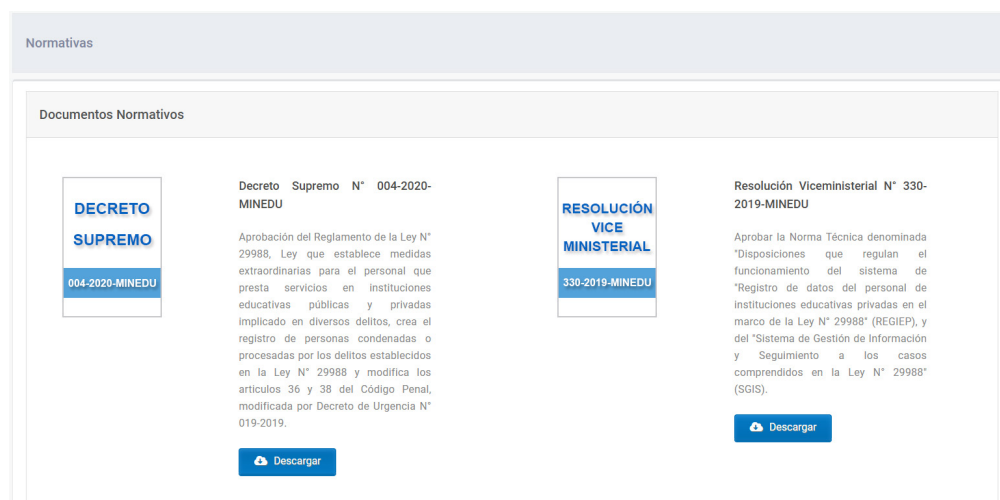 Normativas
Documentos Normativos
DECRETO
SUPREMO
004-2020-MINEDU
Decreto Supremo N° 004-2020-
MINEDU
Aprobación del Reglamento de la Ley N°
29988, Ley que establece medidas
extraordinarias para el personal que
presta servicios en instituciones
educativas públicas y privadas
implicado en diversos delitos, crea el
registro de personas condenadas o
procesadas por los delitos establecidos
en la Ley N° 29988 y modifica los
articulos 36 y 38 del Código Penal,
modificada por Decreto de Urgencia N°
019-2019.
Descargar
RESOLUCIÓN
VICE
MINISTERIAL
330-2019-MINEDU
Resolución Viceministerial N° 330-
2019-MINEDU
Aprobar la Norma Técnica denominada
"Disposiciones que regulan el
funcionamiento del sistema de
"Registro de datos del personal de
instituciones educativas privadas en el
marco de la Ley N° 29988" (REGIEP), y
del "Sistema de Gestión de Información
y Seguimiento a los casos
comprendidos en la Ley N° 29988"
(SGIS).
Descargar